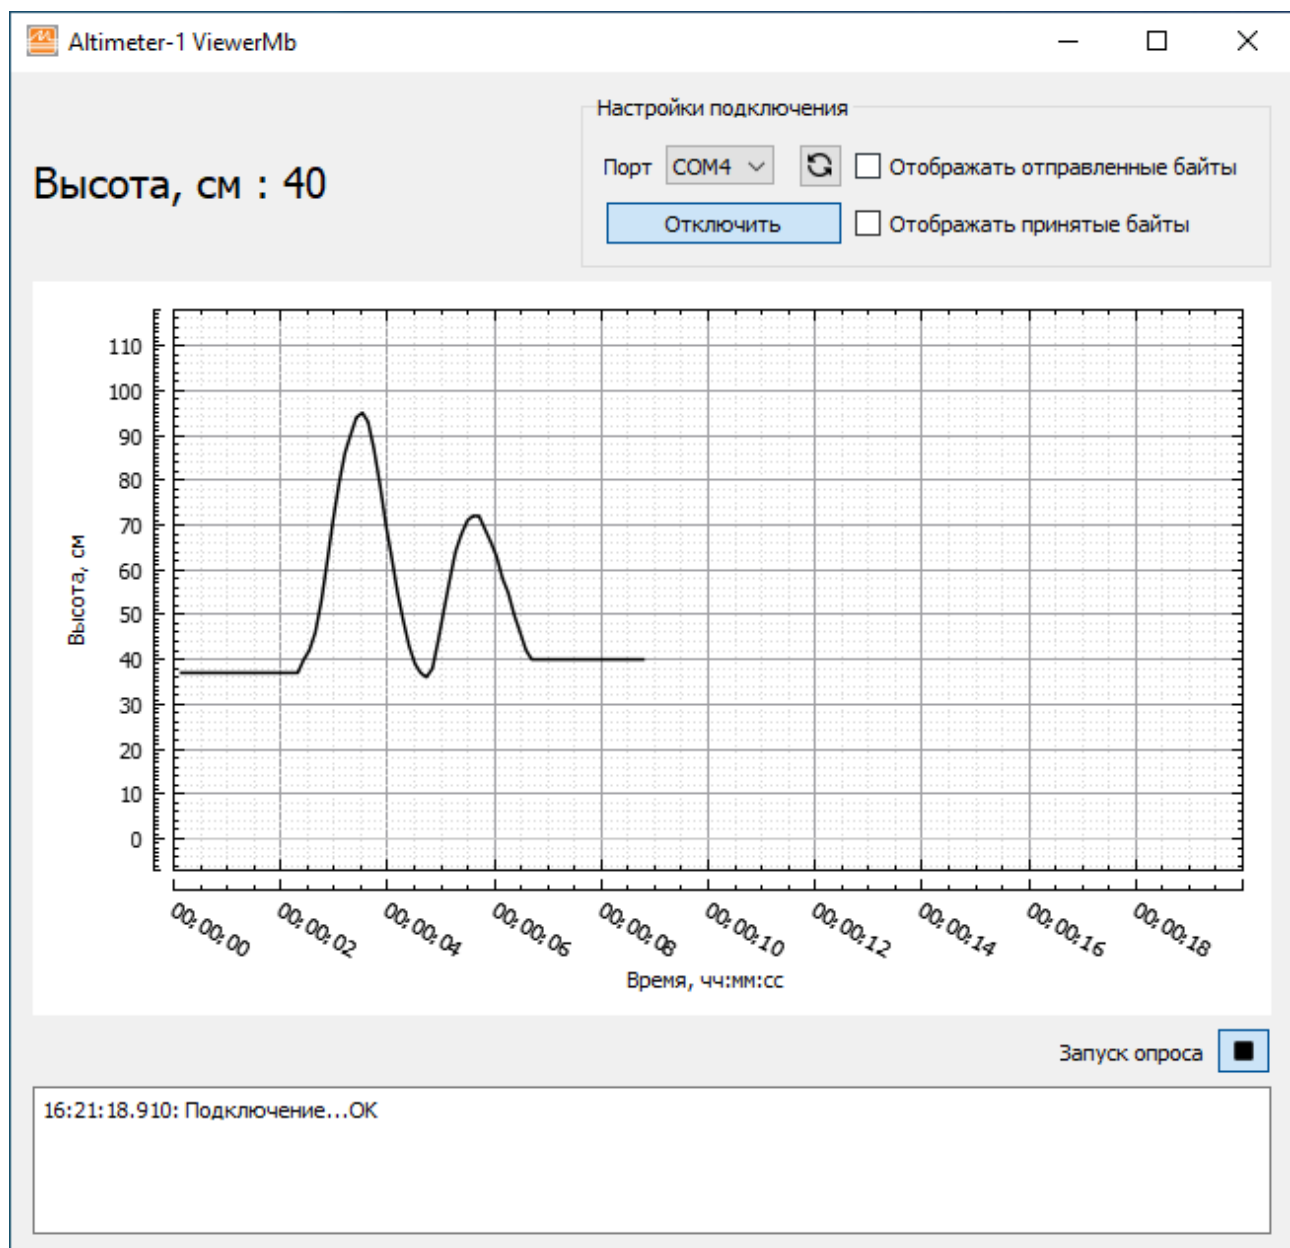 Altimeter-1 ViewerMb
Настройки подключения
Высота, см : 40
Порт COM4 Отображать отправленные байты
Отключить Отображать принятые байты
110
100
90
80
70
60
50
40
30
20
10
0
Высота, см
00:00:00 00:00:02 00:00:04 00:00:06 00:00:08 00:00:10 00:00:12 00:00:14 00:00:16 00:00:18
Время, чч:мм:сс
Запуск опроса
16:21:18.910: Подключение...OK